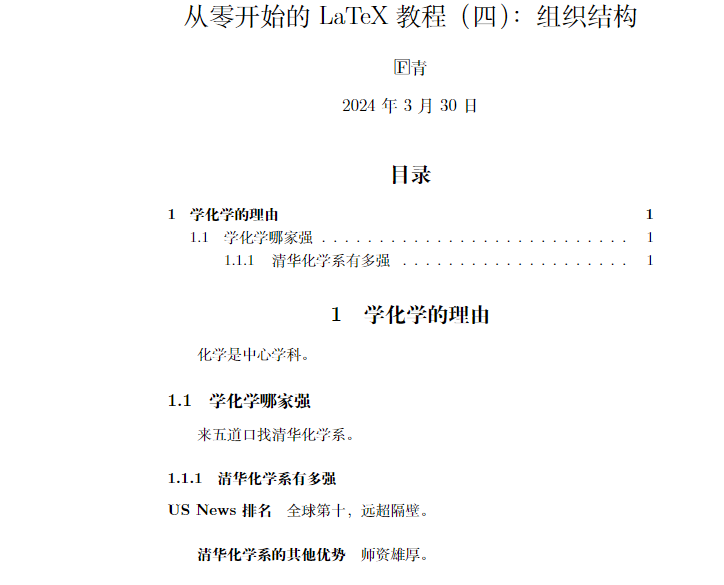 从零开始的 LaTeX 教程（四）：组织结构
F青
2024 年 3 月 30 日
目录
1 学化学的理由 1
1.1 学化学哪家强 . . . . . . . . . . . . . . . . . . . . . . . . . . . . 1
1.1.1 清华化学系有多强 . . . . . . . . . . . . . . . . . . . . . 1
1 学化学的理由
化学是中心学科。
1.1 学化学哪家强
来五道口找清华化学系。
1.1.1 清华化学系有多强
US News 排名 全球第十，远超隔壁。
清华化学系的其他优势 师资雄厚。